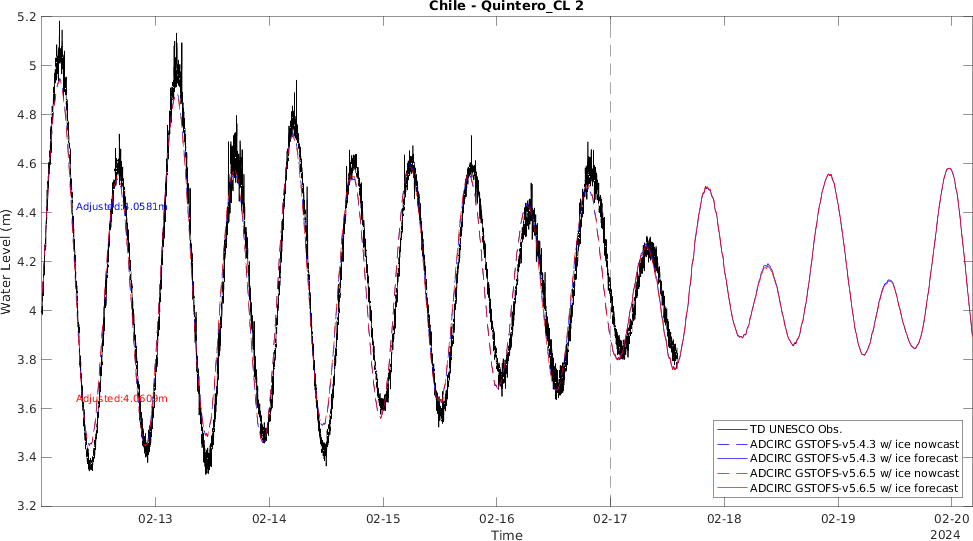 Chile - Quintero_CL 2
5.2
5
4.8
4.6
4.4
4.2
4
3.8
3.6
3.4
3.2
Water Level (m)
Adjusted:4.0581m
Adjusted:4.0609m
TD UNESCO Obs.
ADCIRC GSTOFS-v5.4.3 w/ ice nowcast
ADCIRC GSTOFS-v5.4.3 w/ ice forecast
ADCIRC GSTOFS-v5.6.5 w/ ice nowcast
ADCIRC GSTOFS-v5.6.5 w/ ice forecast
02-13 02-14 02-15 02-16 02-17 02-18 02-19 02-20
Time
2024